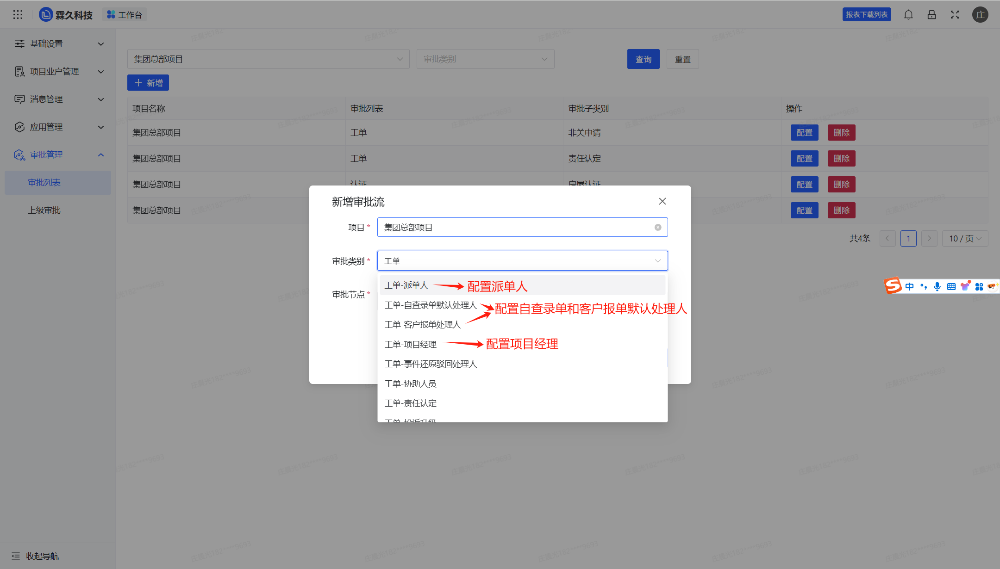 霖久科技
工作台
报表下载列表
庄
基础设置
项目业户管理
消息管理
应用管理
审批管理
审批列表
上级审批
收起导航
集团总部项目
审批类别
查询
重置
新增
项目名称 审批列表 审批子类别 操作
集团总部项目 工单 非关申请 配置 删除
集团总部项目 工单 责任认定 配置 删除
集团总部项目 认证 房屋认证 配置 删除
集团总部项目 配置 删除
共4条 1 10 / 页
新增审批流
项目 * 集团总部项目
审批类别 * 工单
审批节点 *
工单-派单人 配置派单人
工单-自查录单默认处理人
配置自查录单和客户报单默认处理人
工单-客户报单处理人
工单-项目经理 配置项目经理
工单-事件还原驳回处理人
工单-协助人员
工单-责任认定
工单-投诉升级
中
庄晨光182****9693